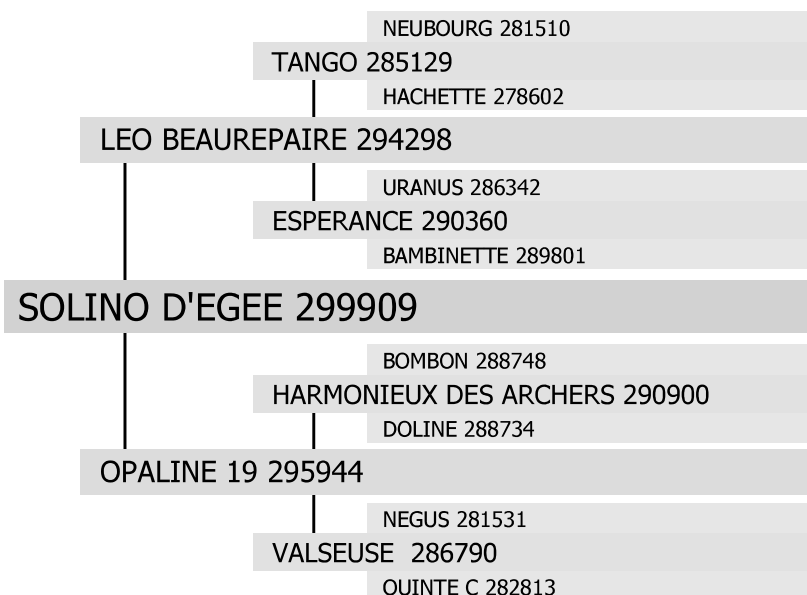 NEUBOURG 281510
TANGO 285129
HACHETTE 278602
LEO BEAUREPAIRE 294298
URANUS 286342
ESPERANCE 290360
BAMBINETTE 289801
SOLINO D'EGEE 299909
BOMBON 288748
HARMONIEUX DES ARCHERS 290900
DOLINE 288734
OPALINE 19 295944
NEGUS 281531
VALSEUSE  286790
QUINTE C 282813